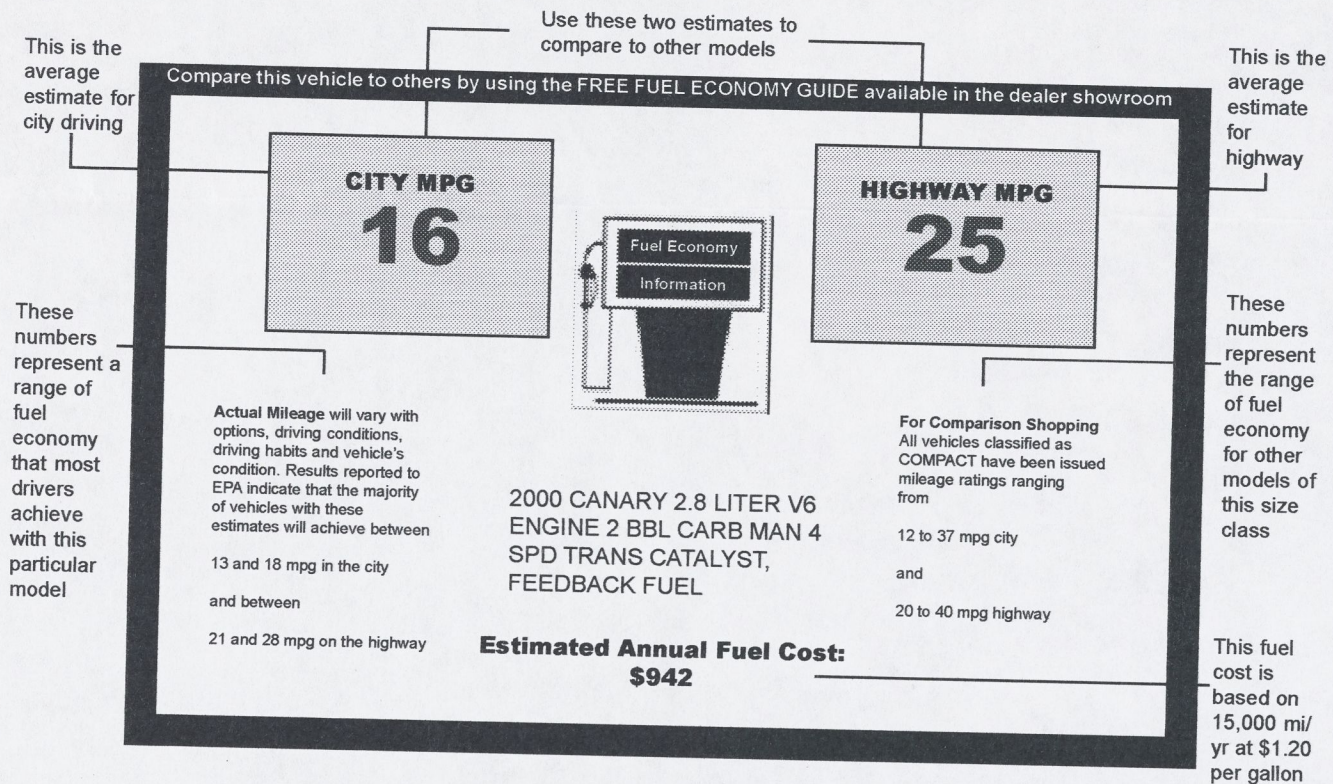 Use these two estimates to
compare to other models
This is the
average
estimate for
city driving
This is the
average
estimate
for
highway
Compare this vehicle to others by using the FREE FUEL ECONOMY GUIDE available in the dealer showroom
CITY MPG
16
Fuel Economy
Information
HIGHWAY MPG
25
These
numbers
represent a
range of
fuel
economy
that most
drivers
achieve
with this
particular
model
Actual Mileage will vary with
options, driving conditions,
driving habits and vehicle's
condition. Results reported to
EPA indicate that the majority
of vehicles with these
estimates will achieve between
13 and 18 mpg in the city
and between
21 and 28 mpg on the highway
2000 CANARY 2.8 LITER V6
ENGINE 2 BBL CARB MAN 4
SPD TRANS CATALYST,
FEEDBACK FUEL
Estimated Annual Fuel Cost:
$942
For Comparison Shopping
All vehicles classified as
COMPACT have been issued
mileage ratings ranging
from
12 to 37 mpg city
and
20 to 40 mpg highway
These
numbers
represent
the range
of fuel
economy
for other
models of
this size
class
This fuel
cost is
based on
15,000 mi/
yr at $1.20
per gallon